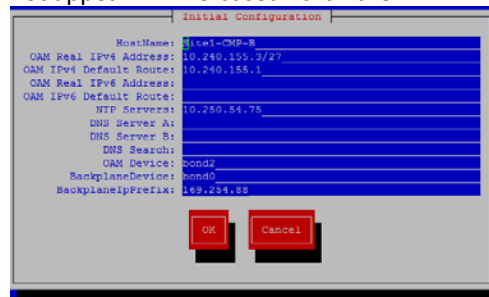 Initial Configuration
HostName: Site1-CMP-B
OAM Real IPv4 Address: 10.240.155.3/27
OAM IPv4 Default Route: 10.240.155.1
OAM Real IPv6 Address:
OAM IPv6 Default Route:
NTP Servers: 10.250.54.75
DNS Server A:
DNS Server B:
DNS Search:
OAM Device: bond2
BackplaneDevice: bond0
BackplaneIpPrefix: 169.254.88
OK Cancel